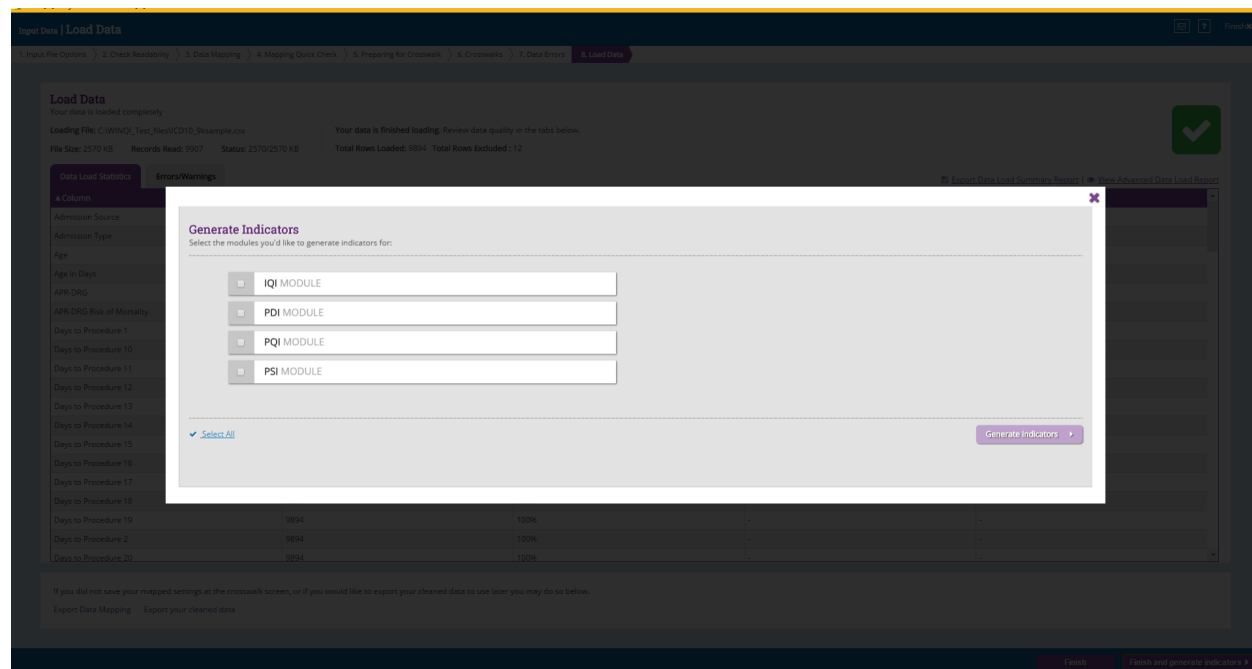 Input Data | Load Data
Finish
1. Input File Options
2. Check Readability
3. Data Mapping
4. Mapping Quick Check
5. Preparing for Crosswalk
6. Crosswalks
7. Data Errors
8. Load Data
Load Data
Your data is loaded completely
Loading File: C:\WINQI_Test_files\ICD10_9ksample.csv
Your data is finished loading. Review data quality in the tabs below.
File Size: 2570 KB Records Read: 9907 Status: 2570/2570 KB
Total Rows Loaded: 9894 Total Rows Excluded : 12
Data Load Statistics
Errors/Warnings
Export Data Load Summary Report | View Advanced Data Load Report
Column
Admission Source
Admission Type
Age
Age in Days
APR-DRG
APR-DRG Risk of Mortality
Days to Procedure 1
Days to Procedure 10
Days to Procedure 11
Days to Procedure 12
Days to Procedure 13
Days to Procedure 14
Days to Procedure 15
Days to Procedure 16
Days to Procedure 17
Days to Procedure 18
Days to Procedure 19 9894 100% - -
Days to Procedure 2 9894 100% - -
Days to Procedure 20 9894 100% - -
Generate Indicators
Select the modules you'd like to generate indicators for:
IQI MODULE
PDI MODULE
PQI MODULE
PSI MODULE
Select All
Generate Indicators
If you did not save your mapped settings at the crosswalk screen, or if you would like to export your cleaned data to use later you may do so below.
Export Data Mapping Export your cleaned data
Finish
Finish and generate indicators